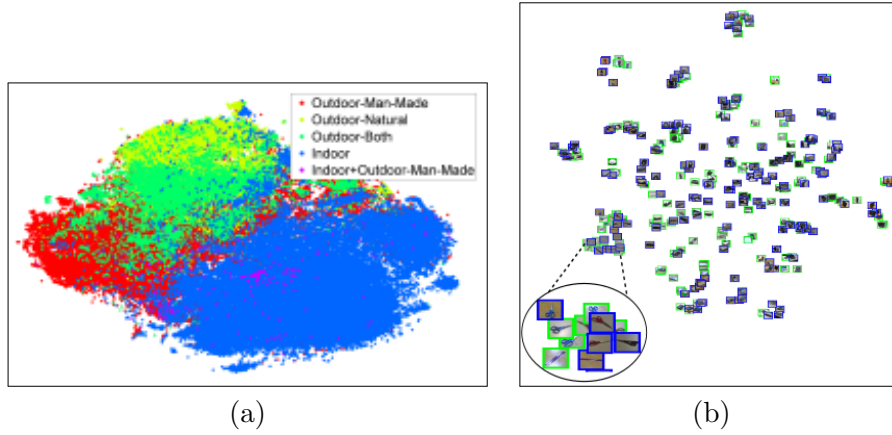 Outdoor-Man-Made
Outdoor-Natural
Outdoor-Both
Indoor
Indoor+Outdoor-Man-Made
(a)
(b)